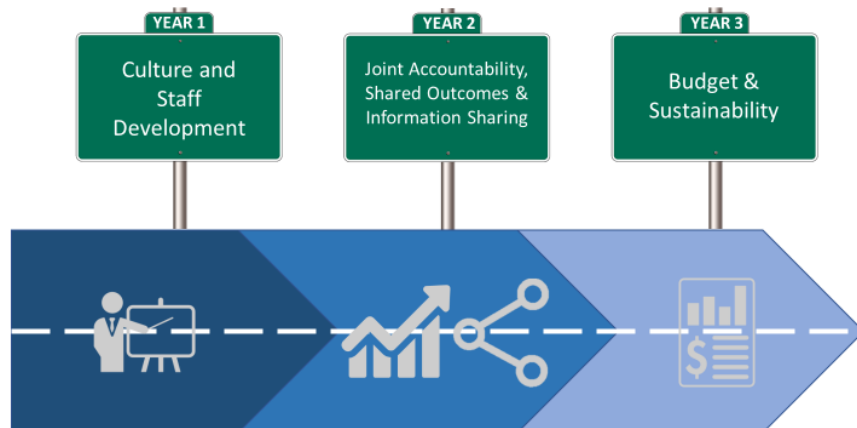 YEAR 1
Culture and
Staff
Development
YEAR 2
Joint Accountability,
Shared Outcomes &
Information Sharing
YEAR 3
Budget &
Sustainability
$